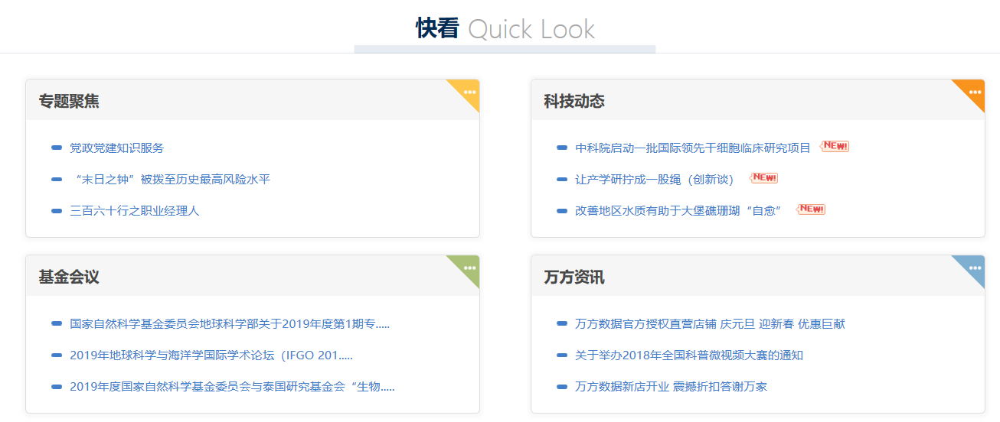 快看 Quick Look
专题聚焦
党政党建知识服务
“末日之钟”被拨至历史最高风险水平
三百六十行之职业经理人
科技动态
中科院启动一批国际领先干细胞临床研究项目 NEW!
让产学研拧成一股绳（创新谈） NEW!
改善地区水质有助于大堡礁珊瑚“自愈” NEW!
基金会议
国家自然科学基金委员会地球科学部关于2019年度第1期专.....
2019年地球科学与海洋学国际学术论坛（IFGO 201.....
2019年度国家自然科学基金委员会与泰国研究基金会“生物.....
万方资讯
万方数据官方授权直营店铺 庆元旦 迎新春 优惠巨献
关于举办2018年全国科普微视频大赛的通知
万方数据新店开业 震撼折扣答谢万家